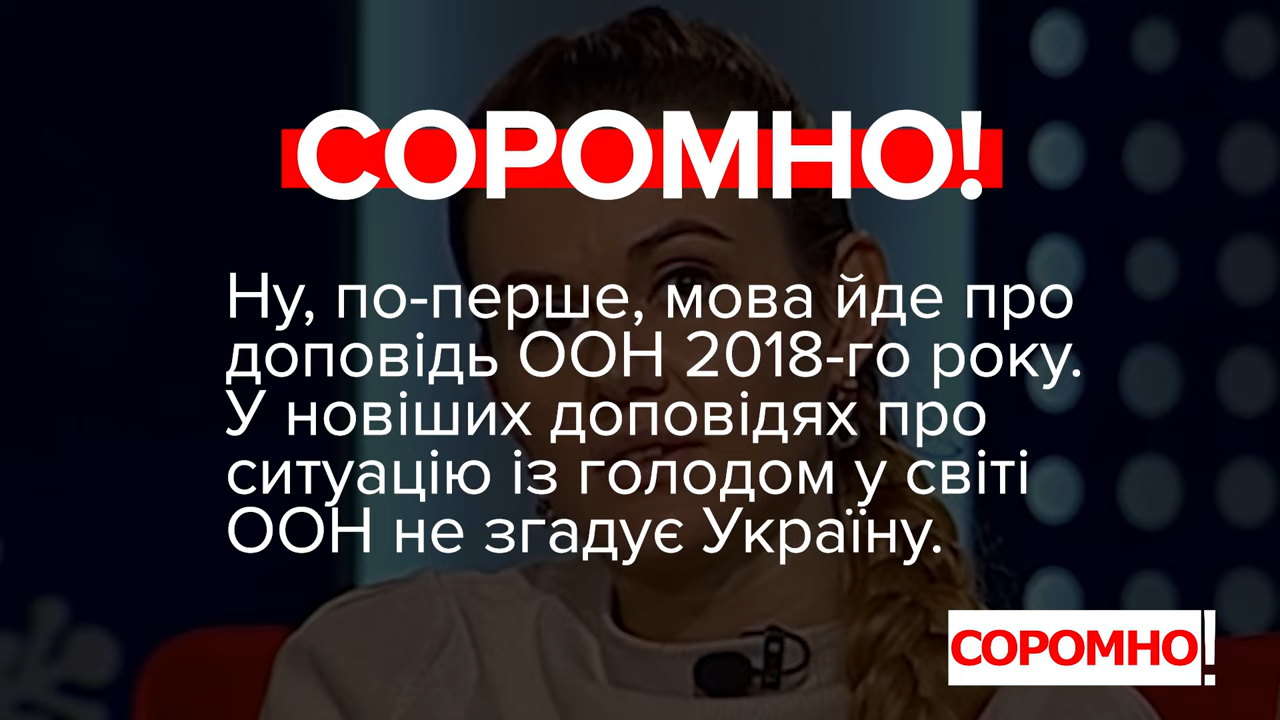 СОРОМНО!
Ну, по-перше, мова йде про
доповідь ООН 2018-го року.
У новіших доповідях про
ситуацію із голодом у світі
ООН не згадує Україну.
СОРОМНО!